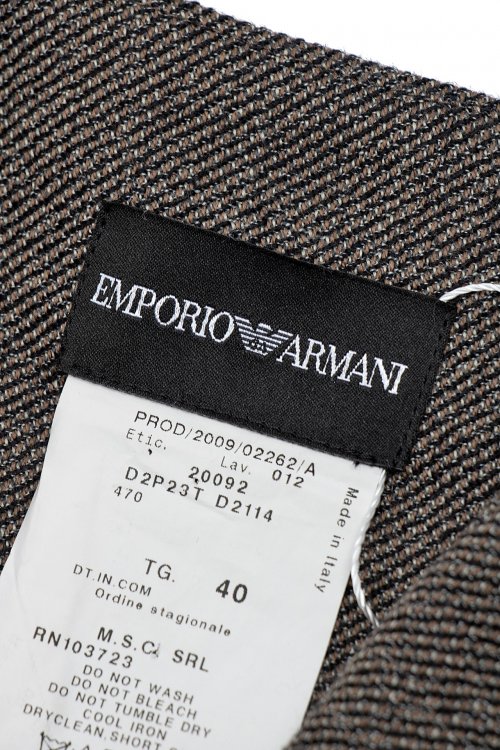 EMPORIO ARMANI
PROD/2009/02262/A
Etic. Lav. 012
20092
D2P23T D2114
470
Made in Italy
TG. 40
DT.IN.COM
Ordine stagionale
M.S.C. SRL
RN103723
DO NOT WASH
DO NOT BLEACH
DO NOT TUMBLE DRY
COOL IRON
DRYCLEAN.SHORT